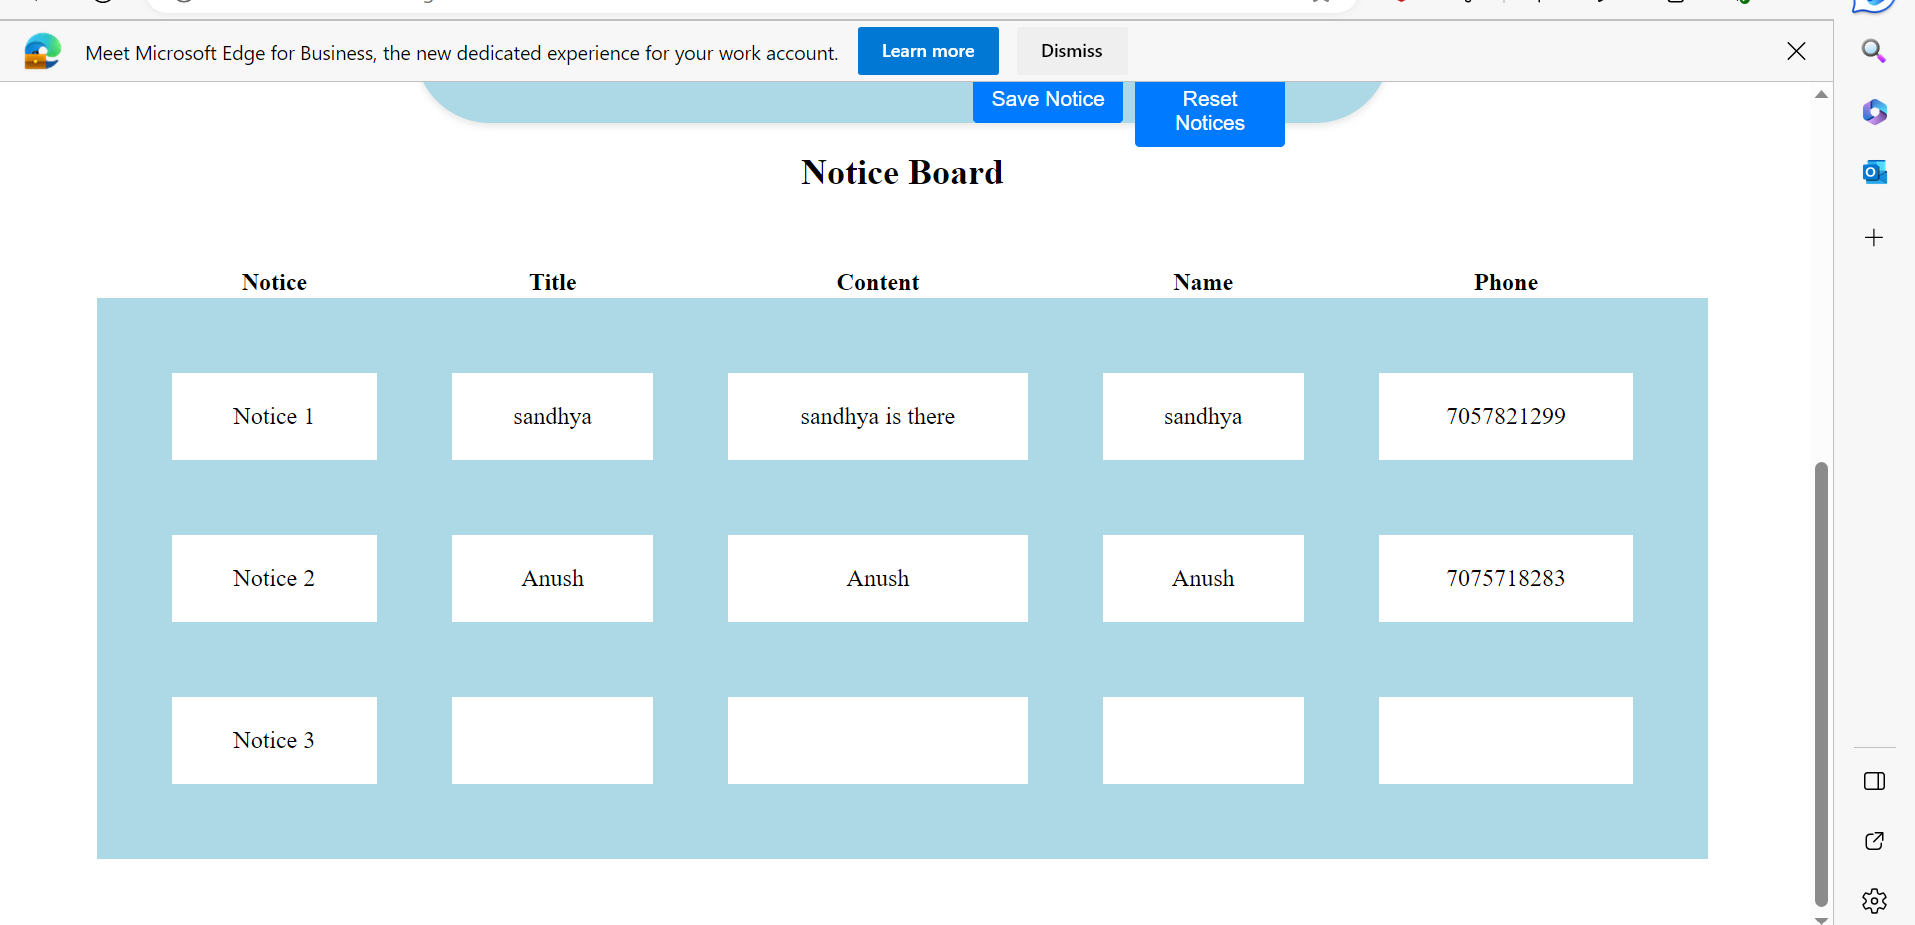 Meet Microsoft Edge for Business, the new dedicated experience for your work account. Learn more Dismiss
Save Notice
Reset
Notices
Notice Board
Notice Title Content Name Phone
Notice 1 sandhya sandhya is there sandhya 7057821299
Notice 2 Anush Anush Anush 7075718283
Notice 3